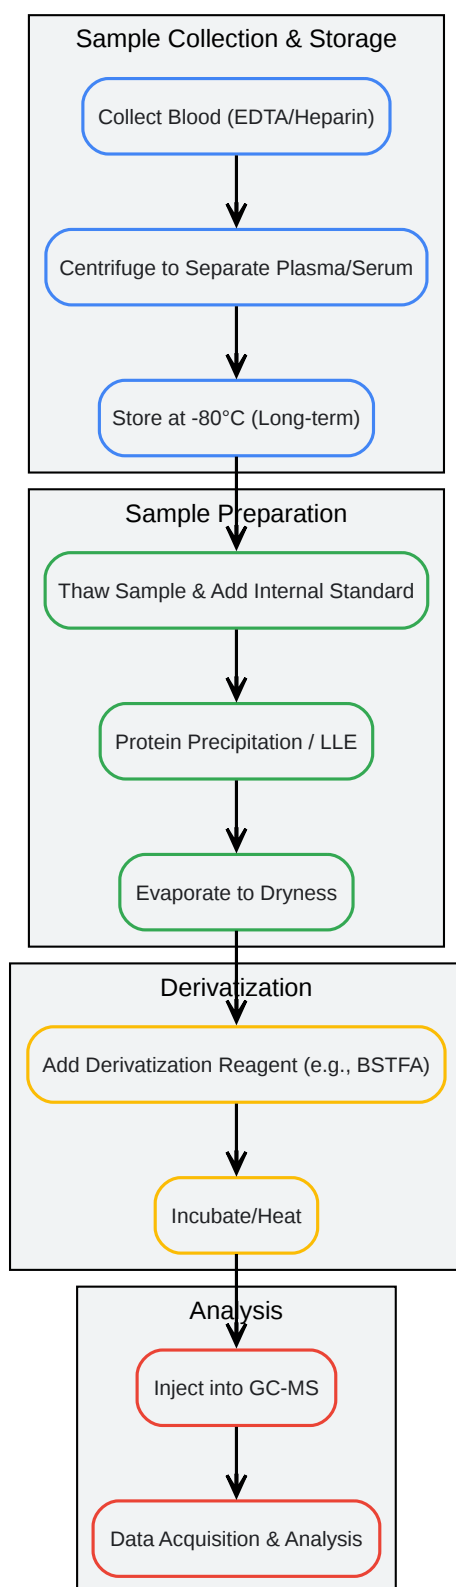 Sample Collection & Storage
Collect Blood (EDTA/Heparin)
Centrifuge to Separate Plasma/Serum
Store at -80°C (Long-term)
Sample Preparation
Thaw Sample & Add Internal Standard
Protein Precipitation / LLE
Evaporate to Dryness
Derivatization
Add Derivatization Reagent (e.g., BSTFA)
Incubate/Heat
Analysis
Inject into GC-MS
Data Acquisition & Analysis